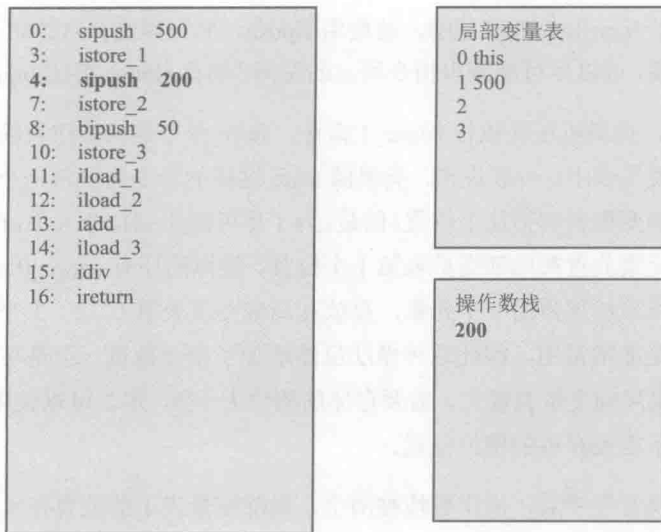 0: sipush 500
3: istore_1
4: sipush 200
7: istore_2
8: bipush 50
10: istore_3
11: iload_1
12: iload_2
13: iadd
14: iload_3
15: idiv
16: ireturn
局部变量表
0 this
1 500
2
3
操作数栈
200